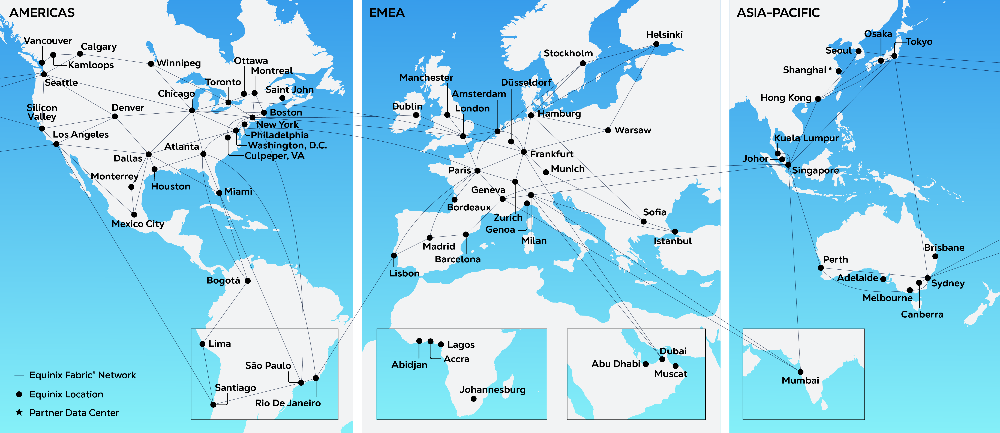 AMERICAS
Vancouver
Calgary
Kamloops
Winnipeg
Ottawa
Montreal
Seattle
Toronto
Saint John
Chicago
Silicon
Valley
Denver
Boston
New York
Los Angeles
Philadelphia
Washington, D.C.
Atlanta
Culpeper, VA
Dallas
Monterrey
Houston
Miami
Mexico City
Bogotá
Lima
São Paulo
Santiago
Rio De Janeiro
Equinix Fabric® Network
Equinix Location
★ Partner Data Center
EMEA
Helsinki
Stockholm
Manchester
Düsseldorf
Amsterdam
Dublin
London
Hamburg
Warsaw
Frankfurt
Paris
Munich
Geneva
Bordeaux
Zurich
Sofia
Genoa
Milan
Istanbul
Madrid
Barcelona
Lisbon
Lagos
Accra
Abidjan
Johannesburg
Dubai
Abu Dhabi
Muscat
ASIA-PACIFIC
Osaka
Tokyo
Seoul
Shanghai★
Hong Kong
Kuala Lumpur
Johor
Singapore
Brisbane
Perth
Adelaide
Sydney
Melbourne
Canberra
Mumbai